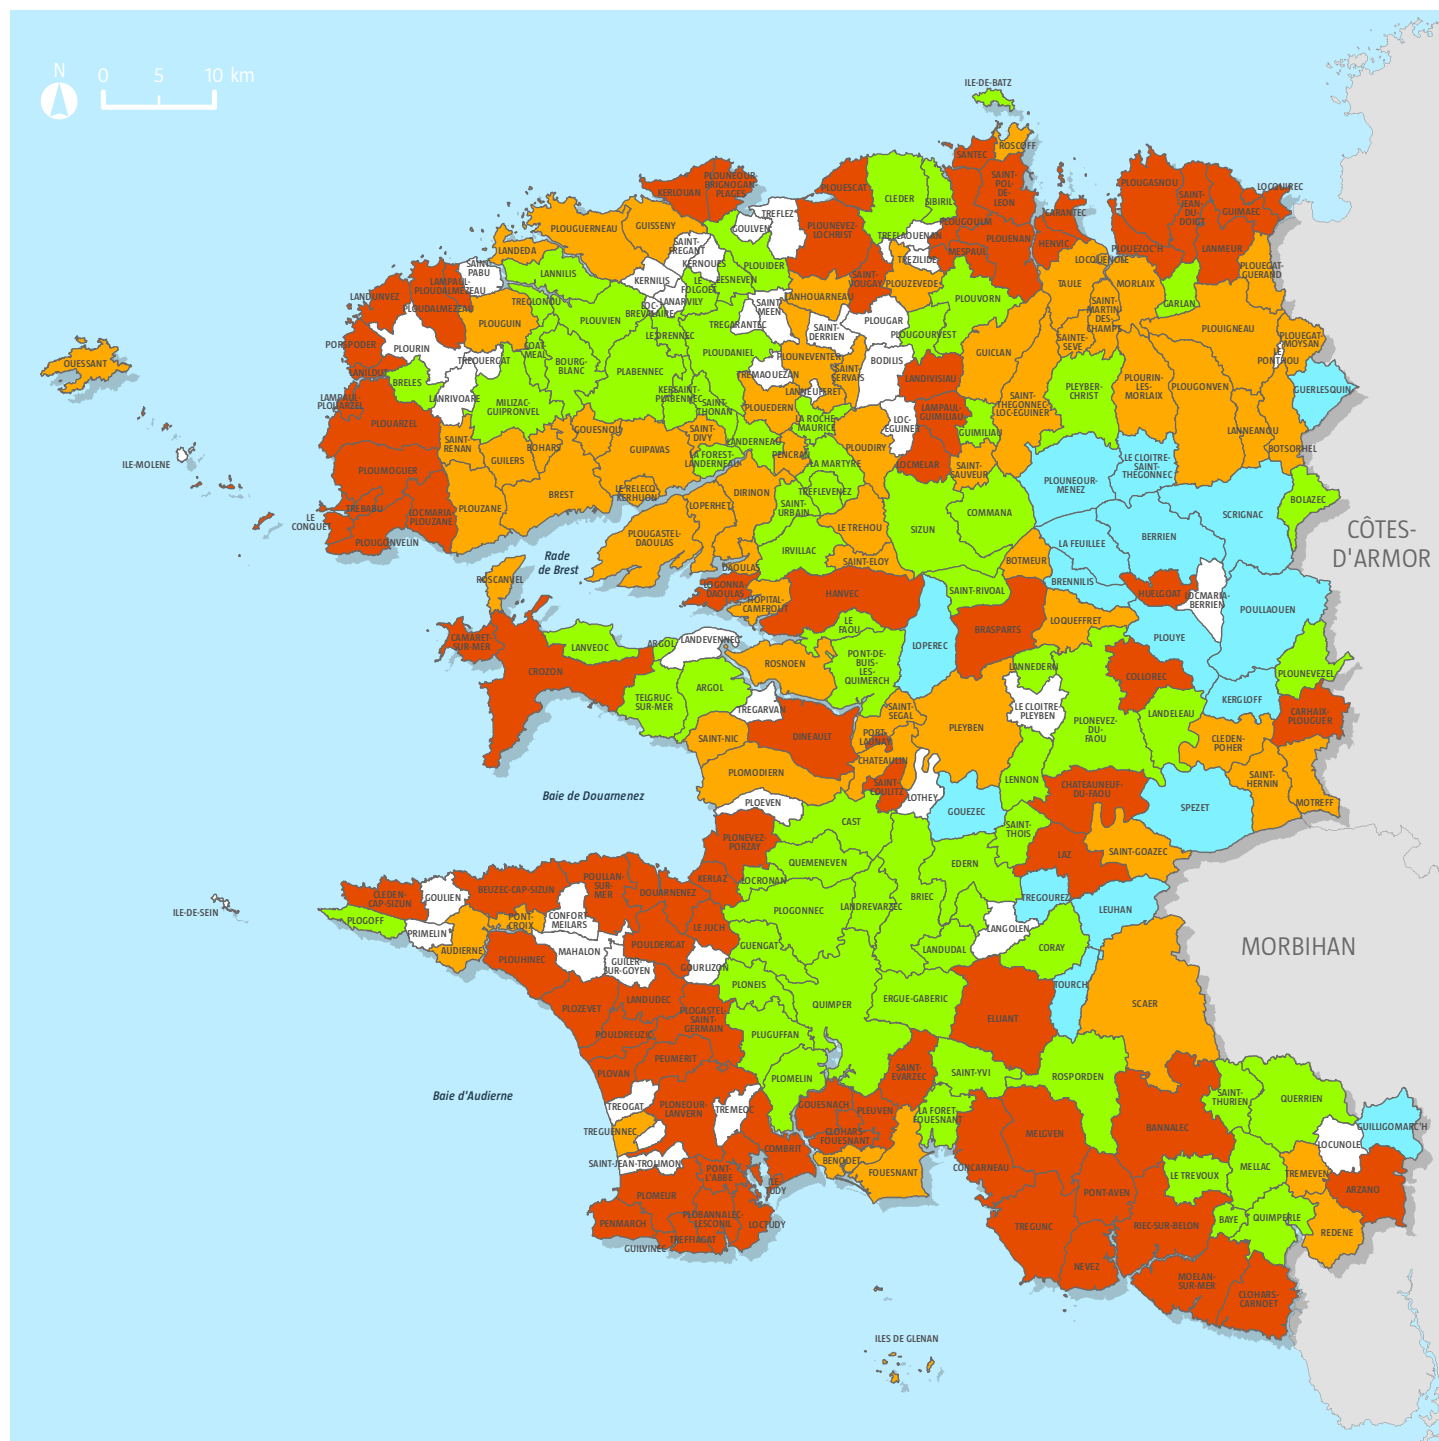 N
0 5 10 km
ILE-DE-BATZ
ROSCOFF
SANTEC
SAINT-
POL-
DE-
LEON
PLOUESCAT
CLEDER
SIBIRIL
PLOUGOULM
CARANTEC
HENVIC
PLOUENAN
MESPAUL
PLOUGASNOU
SAINT-
JEAN-
DU-
DOIGT
GUIMAEC
LOCQUIREC
LANMEUR
PLOUEZOC'H
PLOUEGAT-
GUERAND
LOCQUENOLE
TAULE
MORLAIX
GARLAN
SAINT-
MARTIN
DES
CHAMPS
SAINTE-
SEVE
PLOUIGNEAU
PLOUEGAT-
MOYSAN
LE
PONTHOU
GUERLESQUIN
KERLOUAN
PLOUNEOUR-
BRIGNOGAN-
PLAGES
GOULVEN
TREFLEZ
PLOUNEVEZ-
LOCHRIST
TREFLAOUENAN
TREZILIDE
PLOUZEVEDE
SAINT-
VOUGAY
PLOUVORN
PLOUGUERNEAU
GUISSENY
SAINT-
FREGANT
KERNOUES
PLOUIDER
LESNEVEN
LE
FOLGOET
KERNILIS
LANARVILY
LOC-
BREVALAIRE
LANDEDA
LANNILIS
SAINT-
PABU
TREGLONOU
PLOUVIEN
LAMPAUL-
PLOUDALMEZEAU
LANDUNVEZ
PLOUDALMEZEAU
PLOUGUIN
PORSPODER
PLOURIN
TREOUERGAT
COAT-
MEAL
BOURG-
BLANC
PLABENNEC
LE DRENNEC
TREGARANTEC
PLOUDANIEL
SAINT
MEEN
LANHOUARNEAU
SAINT-
DERRIEN
PLOUGAR
PLOUGOURVEST
BODILIS
PLOUNEVENTER
SAINT-
SERVAIS
LANDIVISIAU
GUICLAN
OUESSANT
LANILDUT
BRELES
LANRIVOARE
MILIZAC-
GUIPRONVEL
LAMPAUL-
PLOUARZEL
PLOUARZEL
KERSAINT-
PLABENNEC
SAINT-
THONAN
TREMAOUEZAN
LANNEUFFRET
PLOUEDERN
LA ROCHE-
MAURICE
LOC-
EGUINER
LAMPAUL-
GUIMILIAU
GUIMILIAU
SAINT-
THEGONNEC
LOC-EGUINER
PLEYBER-
CHRIST
PLOURIN-
LES-
MORLAIX
PLOUGONVEN
LANNEANOU
BOTSORHEL
ILE-MOLENE
SAINT-
RENAN
GUILERS
BOHARS
GOUESNOU
GUIPAVAS
SAINT-
DIVY
LANDERNEAU
LA FOREST-
LANDERNEAU
PENCRAN
LA MARTYRE
PLOUDIRY
LOCMELAR
SAINT-
SAUVEUR
PLOUNEOUR-
MENEZ
LE CLOITRE-
SAINT-
THEGONNEC
PLOUMOGUER
TREBABU
LE
CONQUET
LOCMARIA
PLOUZANE
PLOUGONVELIN
PLOUZANE
BREST
LE RELECQ-
KERHUON
LOPERHET
DIRINON
TREFLEVENEZ
SAINT-
URBAIN
LE TREHOU
SIZUN
COMMANA
SCRIGNAC
BOLAZEC
CÔTES-
D'ARMOR
Rade
de Brest
PLOUGASTEL-
DAOULAS
IRVILLAC
SAINT-ELOY
BOTMEUR
LA FEUILLEE
BERRIEN
BRENNILIS
HUELGOAT
LOCMARIA-
BERRIEN
POULLAOUEN
ROSCANVEL
DAOULAS
LOGONNA-
DAOULAS
HOPITAL-
CAMFROUT
HANVEC
SAINT-RIVOAL
BRASPARTS
LOQUEFFRET
PLOUYE
CAMARET-
SUR-MER
CROZON
LANVEOC
ARGOL
LANDEVENNEC
LE
FAOU
ROSNOEN
PONT-DE-
BUIS-
LES-
QUIMERCH
LOPEREC
LANNEDERN
COLLOREC
PLOUNEVEZEL
TELGRUC-
SUR-MER
ARGOL
TREGARVAN
LE CLOITRE-
PLEYBEN
PLONEVEZ-
DU-
FAOU
LANDELEAU
KERGLOFF
CARHAIX-
PLOUGUER
SAINT-NIC
DINEAULT
SAINT-
SEGAL
PORT-
LAUNAY
PLEYBEN
CLEDEN-
POHER
PLOMODIERN
CHATEAULIN
SAINT-
COULITZ
LOTHEY
LENNON
CHATEAUNEUF-
DU-FAOU
SPEZET
SAINT-
HERNIN
MOTREFF
Baie de Douarnenez
PLOEVEN
GOUEZEC
PLONEVEZ-
PORZAY
CAST
SAINT-
THOIS
LAZ
SAINT-GOAZEC
QUEMENEVEN
EDERN
KERLAZ
LOCRONAN
ILE-DE-SEIN
CLEDEN-
CAP-SIZUN
GOULIEN
BEUZEC-CAP-SIZUN
POULLAN-
SUR-
MER
DOUARNENEZ
PLOGONNEC
LANDREVARZEC
BRIEC
TREGOUREZ
LEUHAN
PLOGOFF
PRIMELIN
AUDIERNE
PONT-
CROIX
CONFORT
MEILARS
MAHALON
POULDERGAT
LE JUCH
GUENGAT
LANDUDAL
LANGOLEN
CORAY
MORBIHAN
PLOUHINEC
GUILER-
SUR-GOYEN
GOURLIZON
PLONEIS
QUIMPER
ERGUE-GABERIC
ELLIANT
TOURCH
SCAER
PLOZEVET
LANDUDEC
PLOGASTEL-
SAINT-
GERMAIN
POULDREUZIC
PLUGUFFAN
PLOVAN
PEUMERIT
PLOMELIN
SAINT-
EVARZEC
SAINT-YVI
ROSPORDEN
Baie d'Audierne
TREOGAT
PLONEOUR-
LANVERN
TREMEOC
GOUESNACH
PLEUVEN
LA FORET-
FOUESNANT
SAINT-
THURIEN
QUERRIEN
TREGUENNEC
COMBRIT
CLOHARS-
FOUESNANT
BENODET
FOUESNANT
MELGVEN
BANNALEC
LOCUNOLE
GUILLIGOMARC'H
SAINT-JEAN-TROLIMON
PONT-
L'ABBE
ILE-
TUDY
CONCARNEAU
PONT-AVEN
LE TREVOUX
MELLAC
TREMEVEN
ARZANO
PLOMEUR
PLOBANNALEC-
LESCONIL
LOCTUDY
PENMARCH
TREFFIAGAT
GUILVINEC
TREGUNC
RIEC-SUR-BELON
BAYE
QUIMPERLE
REDENE
NEVEZ
MOELAN-
SUR-MER
CLOHARS-
CARNOET
ILES DE GLENAN